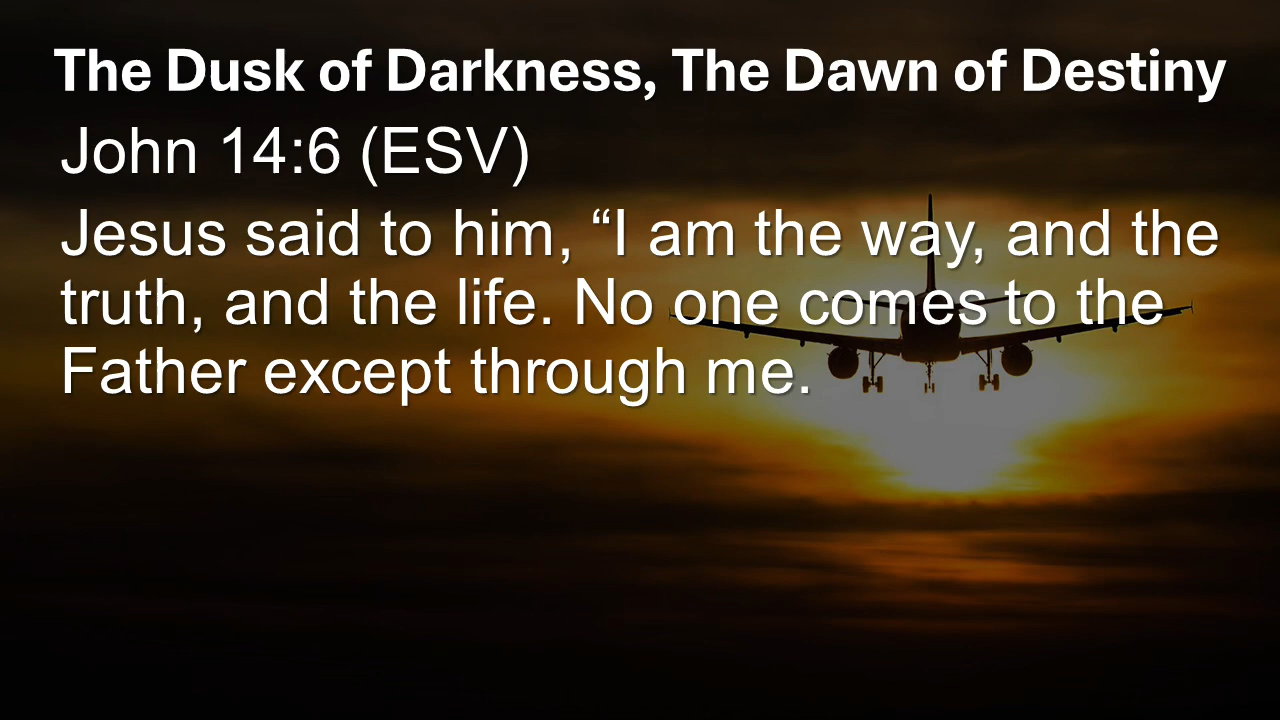 The Dusk of Darkness, The Dawn of Destiny
John 14:6 (ESV)
Jesus said to him, “I am the way, and the
truth, and the life. No one comes to the
Father except through me.